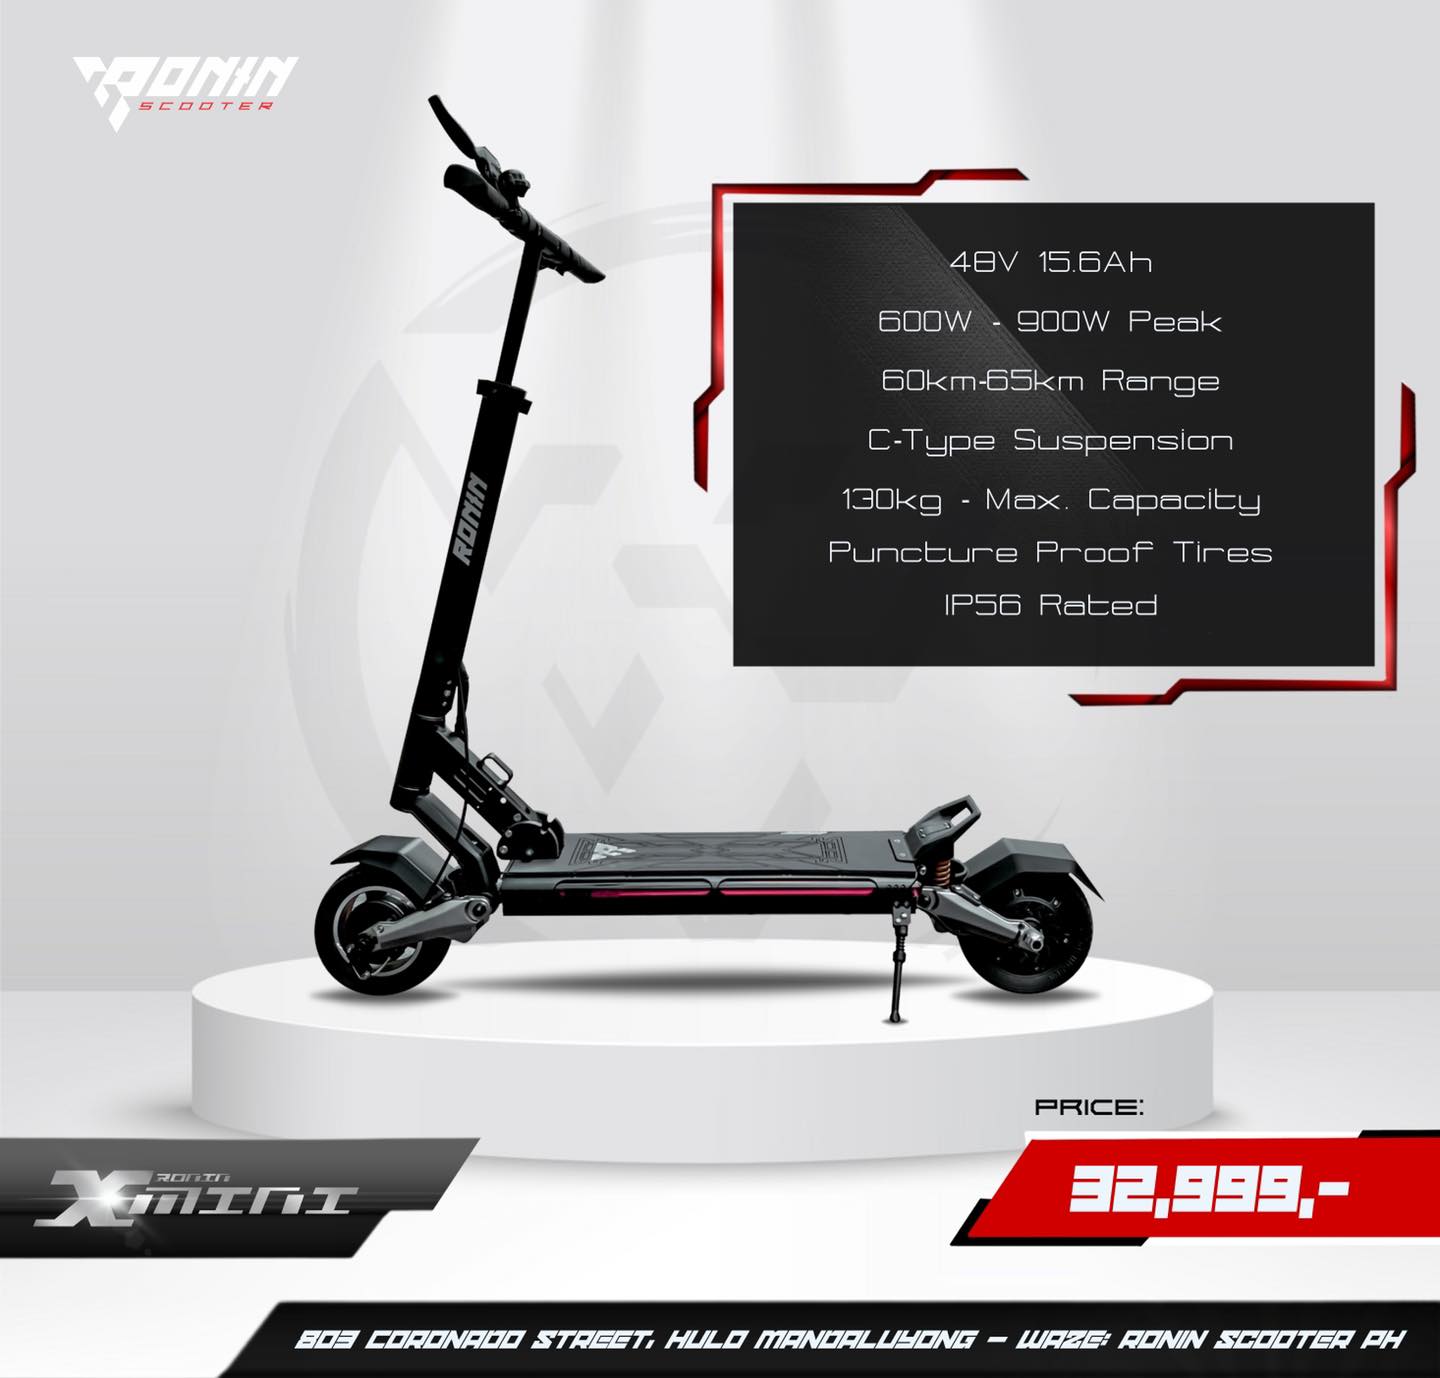 RONIN
SCOOTER
48V 15.6Ah
600W - 900W Peak
60km-65km Range
C-Type Suspension
130kg - Max. Capacity
Puncture Proof Tires
IP56 Rated
RONIN
PRICE:
32,999,-
RONIN
X MINI
803 CORONADO STREET, HULO MANDALUYONG - WAZE: RONIN SCOOTER PH